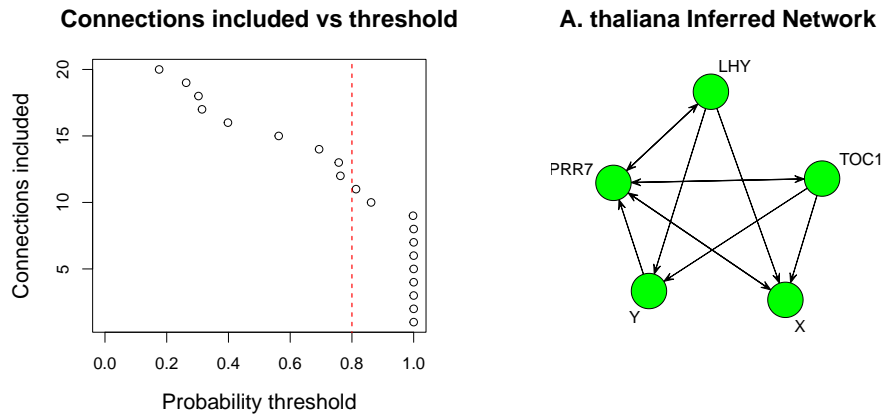 Connections included vs threshold
Connections included
20
15
10
5
0.0 0.2 0.4 0.6 0.8 1.0
Probability threshold
A. thaliana Inferred Network
LHY
TOC1
PRR7
Y
X